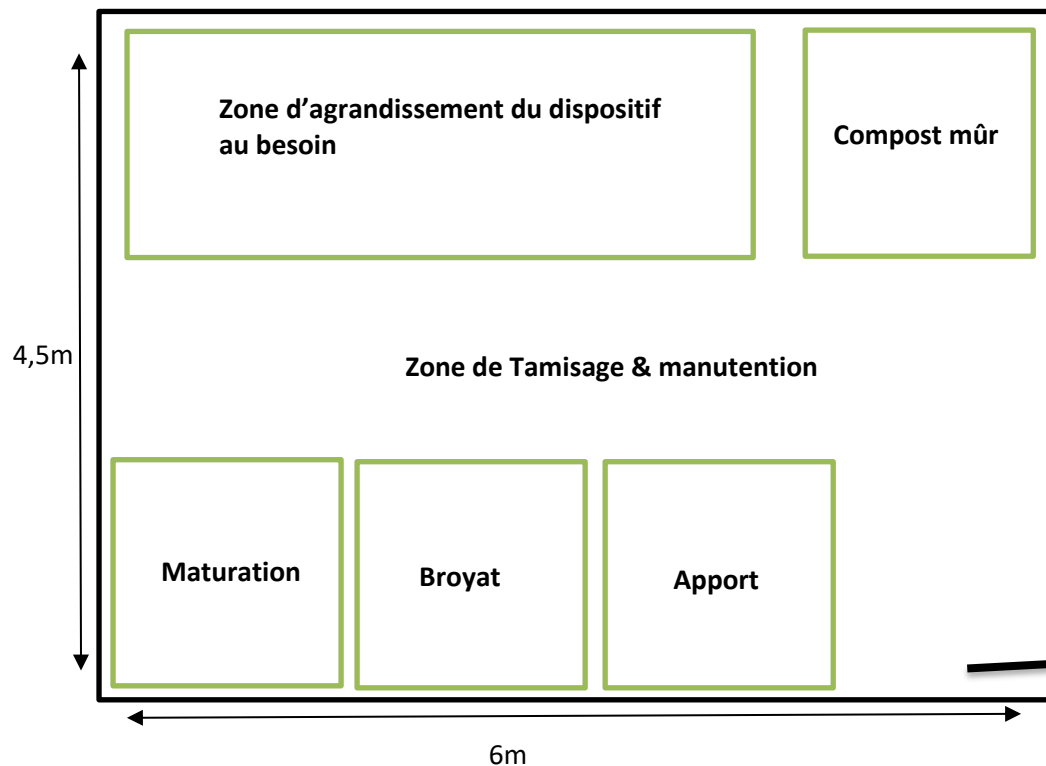 Zone d’agrandissement du dispositif
au besoin
Compost mûr
4,5m
Zone de Tamisage & manutention
Maturation
Broyat
Apport
6m